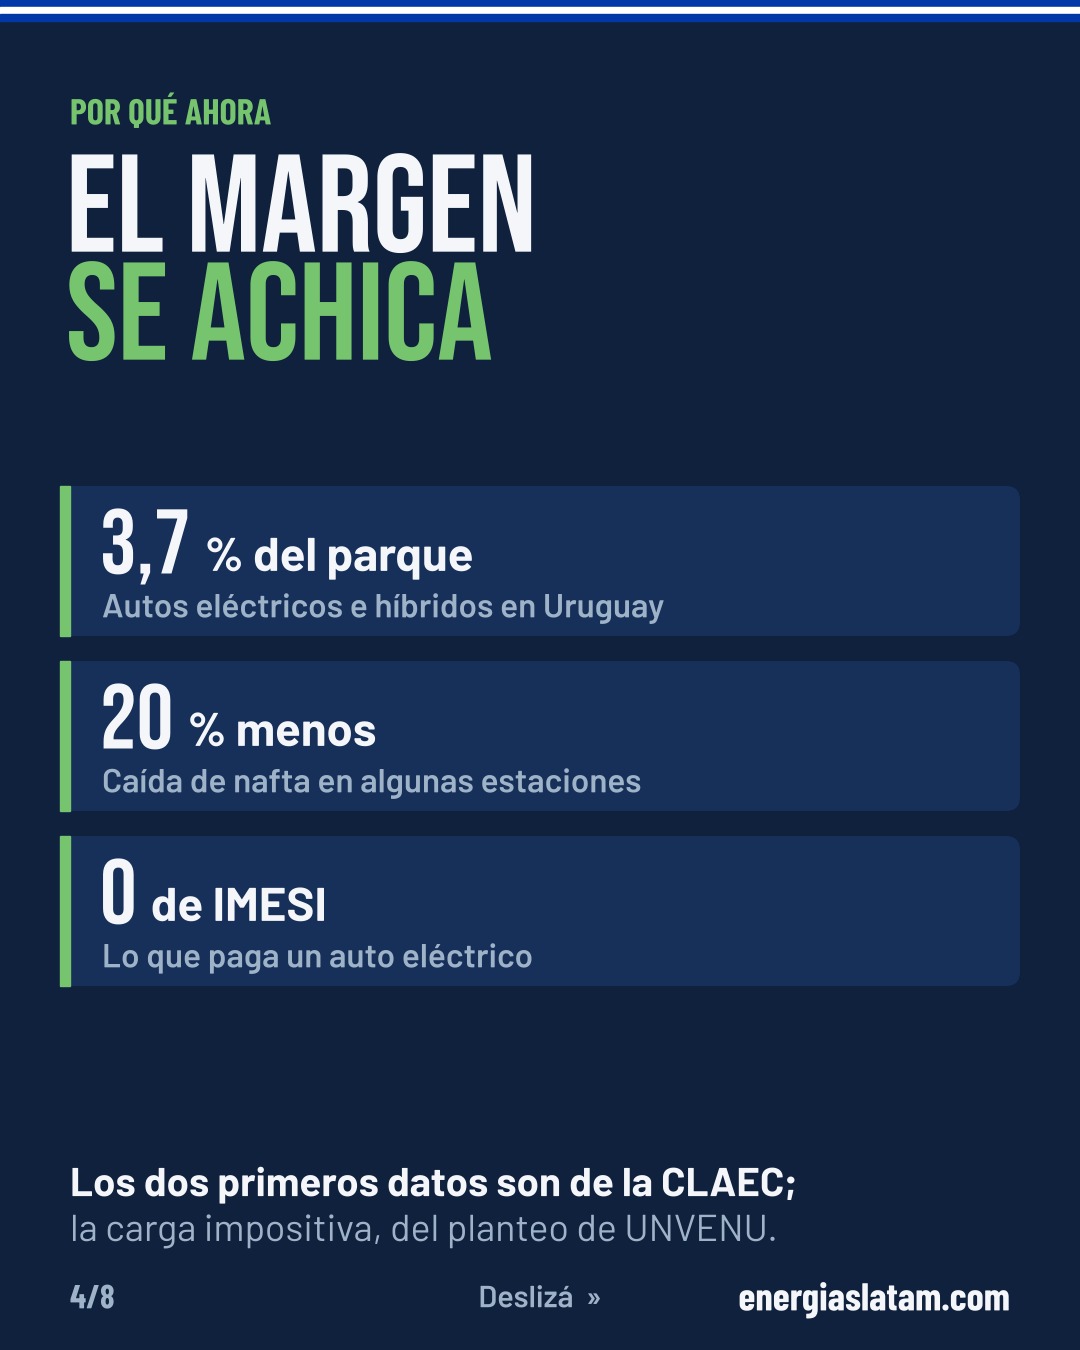 POR QUÉ AHORA
EL MARGEN
SE ACHICA
3,7 % del parque
Autos eléctricos e híbridos en Uruguay
20 % menos
Caída de nafta en algunas estaciones
0 de IMESI
Lo que paga un auto eléctrico
Los dos primeros datos son de la CLAEC;
la carga impositiva, del planteo de UNVENU.
4/8 Deslizá » energiaslatam.com